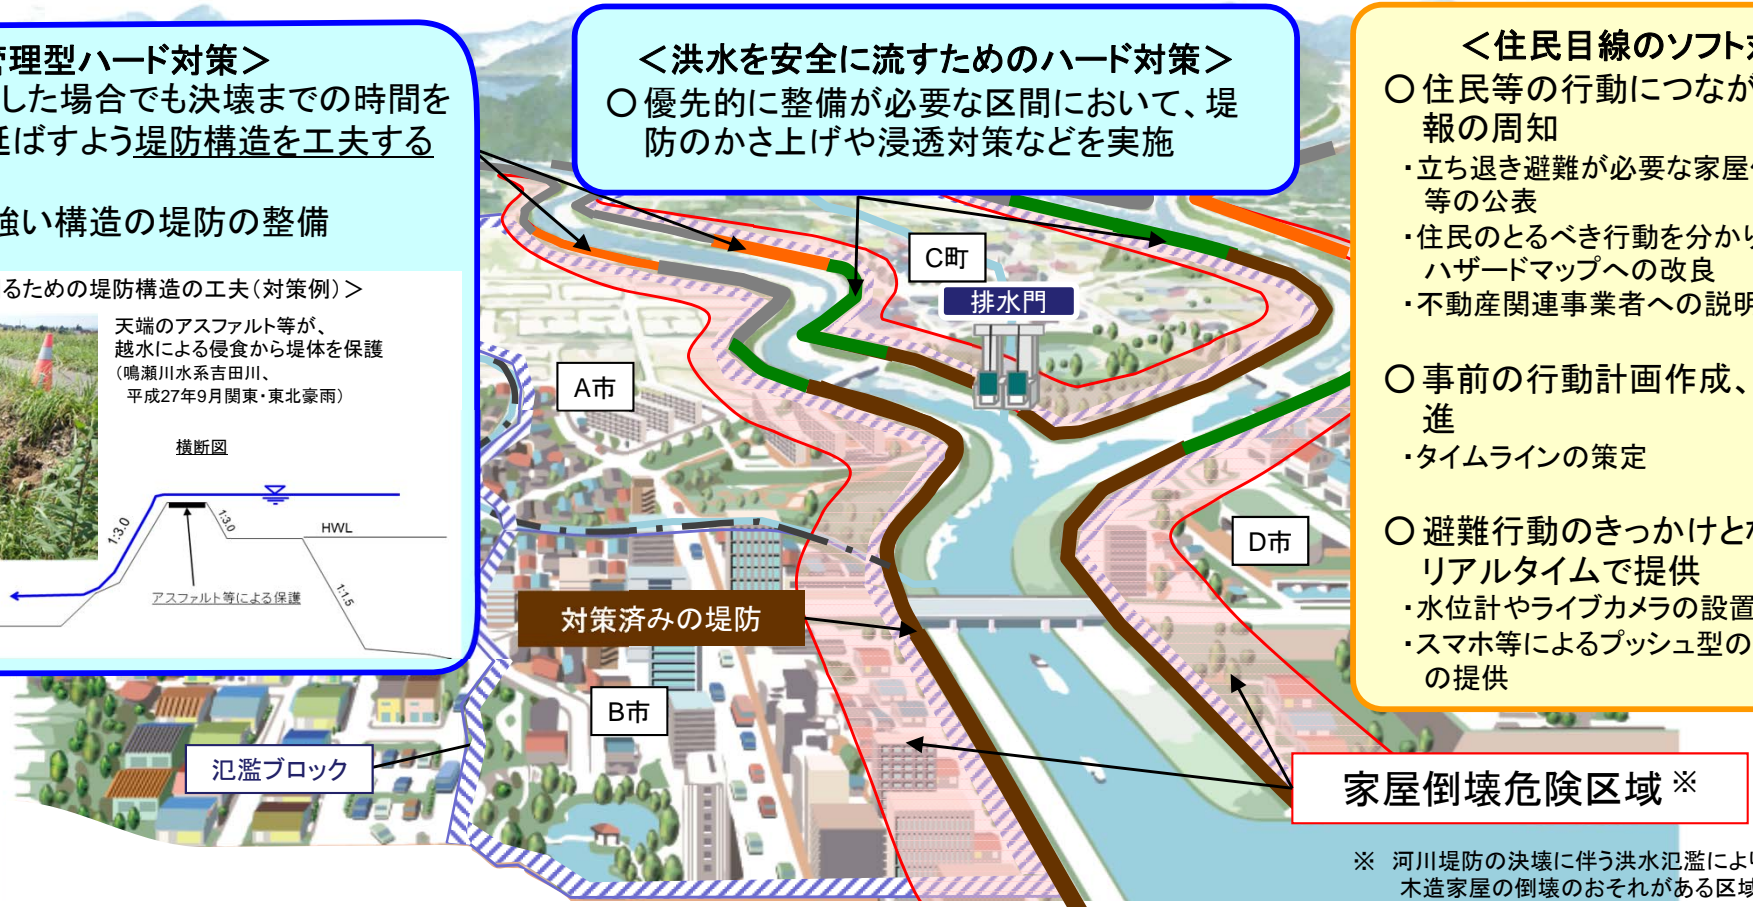 管理型ハード対策＞
した場合でも決壊までの時間を
延ばすよう堤防構造を工夫する
強い構造の堤防の整備
るための堤防構造の工夫（対策例）＞
天端のアスファルト等が、
越水による侵食から堤体を保護
（鳴瀬川水系吉田川、
平成27年9月関東・東北豪雨）
横断図
1:3.0
1:3.0
HWL
1:1.5
アスファルト等による保護
＜洪水を安全に流すためのハード対策＞
○優先的に整備が必要な区間において、堤
防のかさ上げや浸透対策などを実施
C町
排水門
A市
D市
対策済みの堤防
B市
氾濫ブロック
＜住民目線のソフト対
○住民等の行動につなが
報の周知
・立ち退き避難が必要な家屋
等の公表
・住民のとるべき行動を分かり
ハザードマップへの改良
・不動産関連事業者への説明
○事前の行動計画作成、
進
・タイムラインの策定
○避難行動のきっかけとな
リアルタイムで提供
・水位計やライブカメラの設置
・スマホ等によるプッシュ型の
の提供
家屋倒壊危険区域※
※ 河川堤防の決壊に伴う洪水氾濫により
木造家屋の倒壊のおそれがある区域